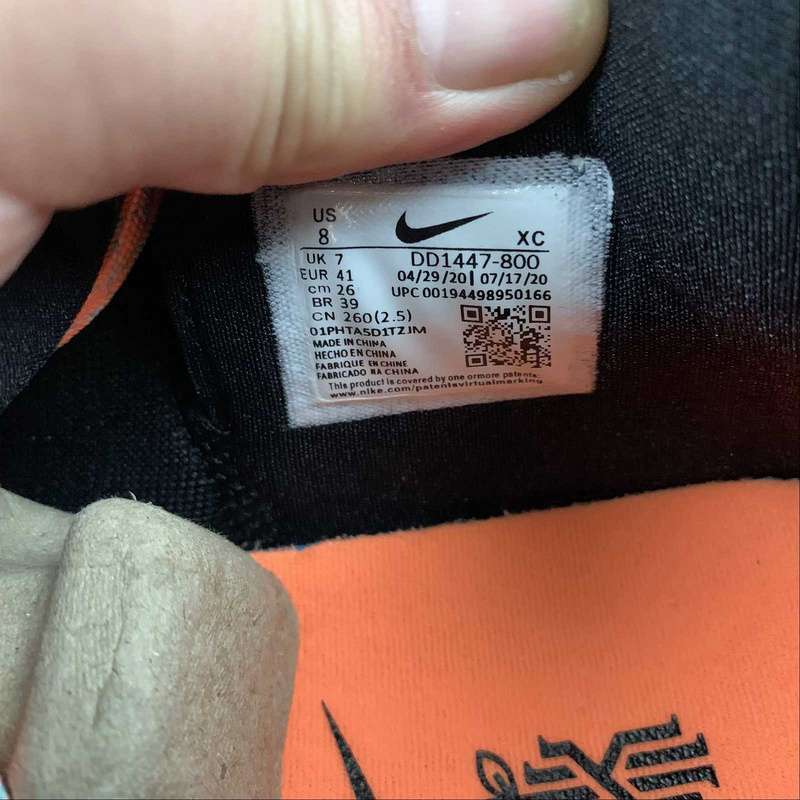 US
8
XC
UK 7
EUR 41
cm 26
BR 39
CN 260(2.5)
DD1447-800
04/29/20| 07/17/20
UPC 00194498950166
01PHTA5D1TZJM
MADE IN CHINA
HECHO EN CHINA
FABRIQUE EN CHINE
FABRICADO NA CHINA
This product is covered by one ormore patents.
www.nike.com/patentsvirtualmarking